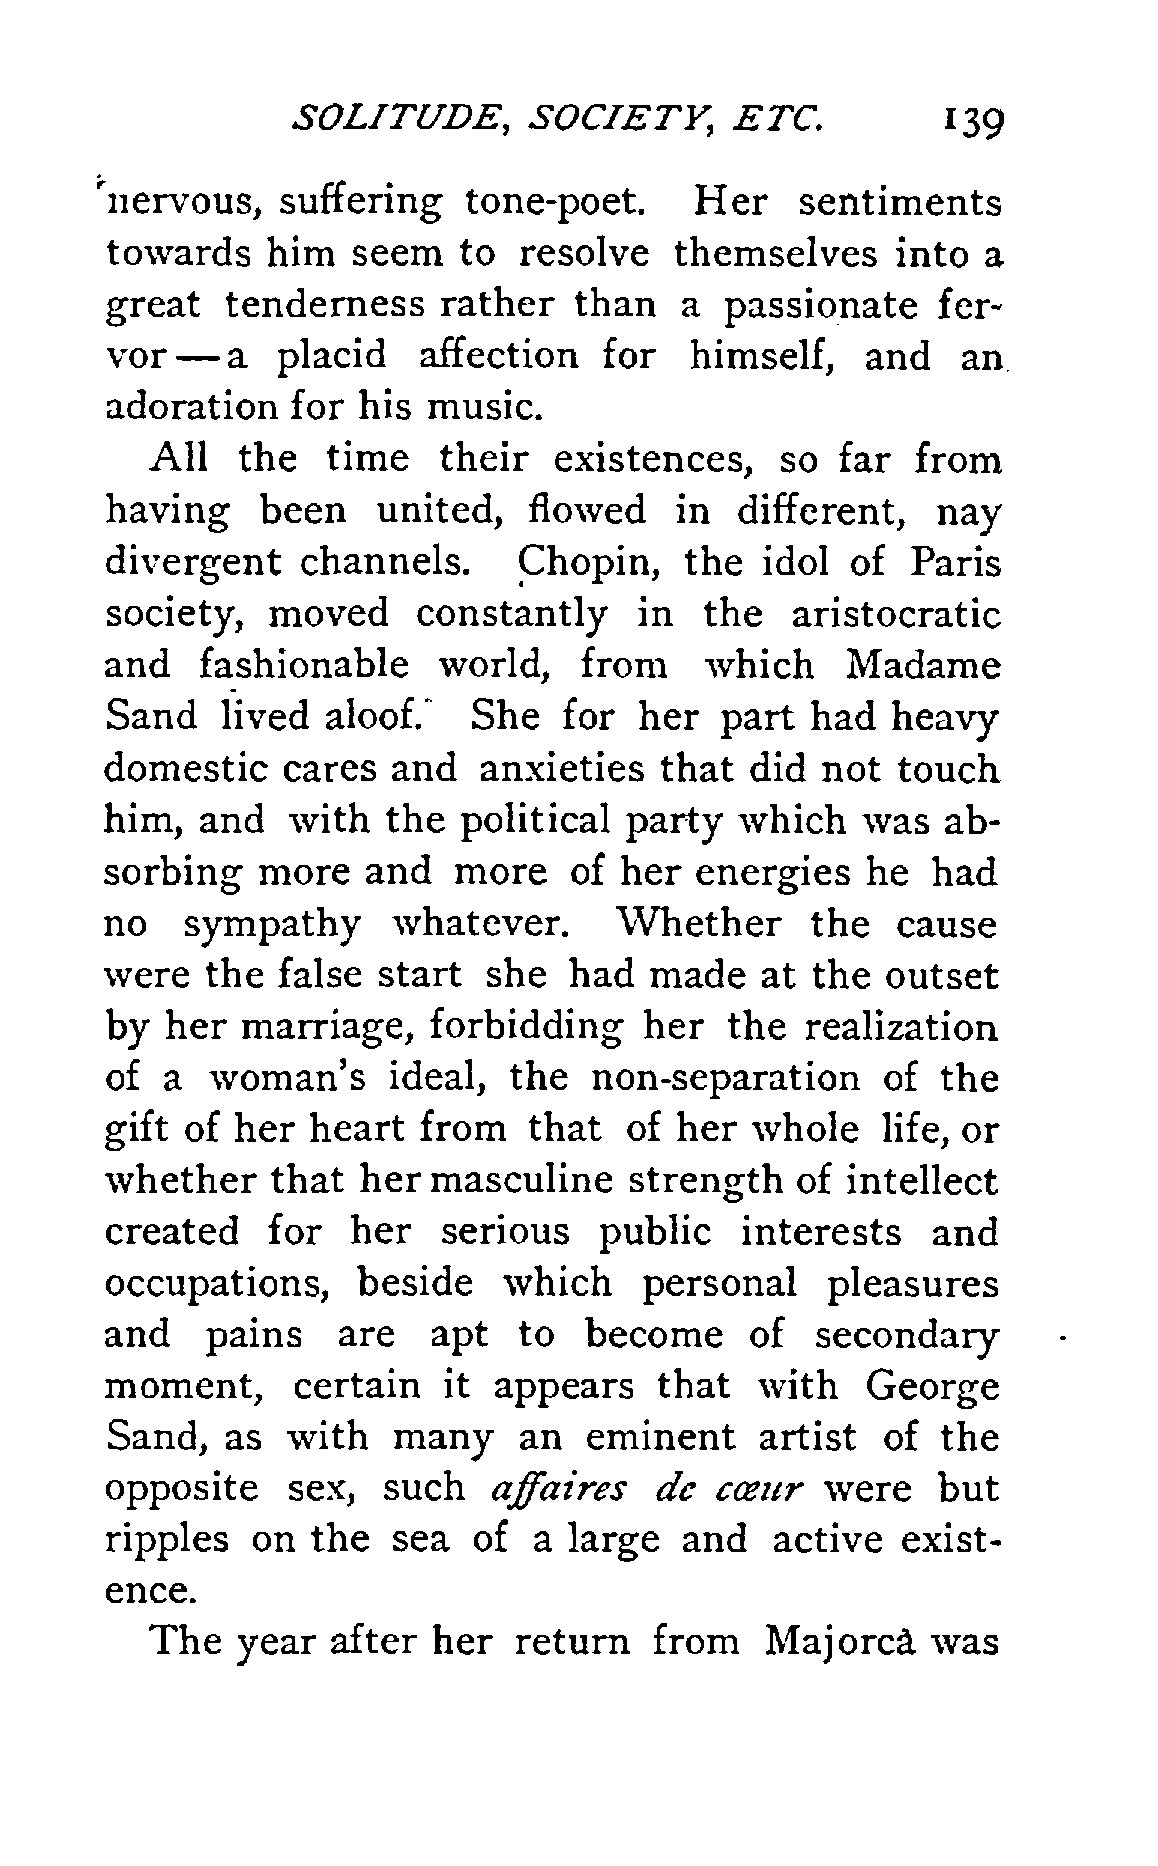 SOLITUDE, SOCIETY, ETC. 139
nervous, suffering tone-poet. Her sentiments
towards him seem to resolve themselves into a
great tenderness rather than a passionate fer-
vor — a placid affection for himself, and an
adoration for his music.
All the time their existences, so far from
having been united, flowed in different, nay
divergent channels. Chopin, the idol of Paris
society, moved constantly in the aristocratic
and fashionable world, from which Madame
Sand lived aloof. She for her part had heavy
domestic cares and anxieties that did not touch
him, and with the political party which was ab-
sorbing more and more of her energies he had
no sympathy whatever. Whether the cause
were the false start she had made at the outset
by her marriage, forbidding her the realization
of a woman's ideal, the non-separation of the
gift of her heart from that of her whole life, or
whether that her masculine strength of intellect
created for her serious public interests and
occupations, beside which personal pleasures
and pains are apt to become of secondary
moment, certain it appears that with George
Sand, as with many an eminent artist of the
opposite sex, such affaires de cœur were but
ripples on the sea of a large and active exist-
ence.
The year after her return from Majorca was